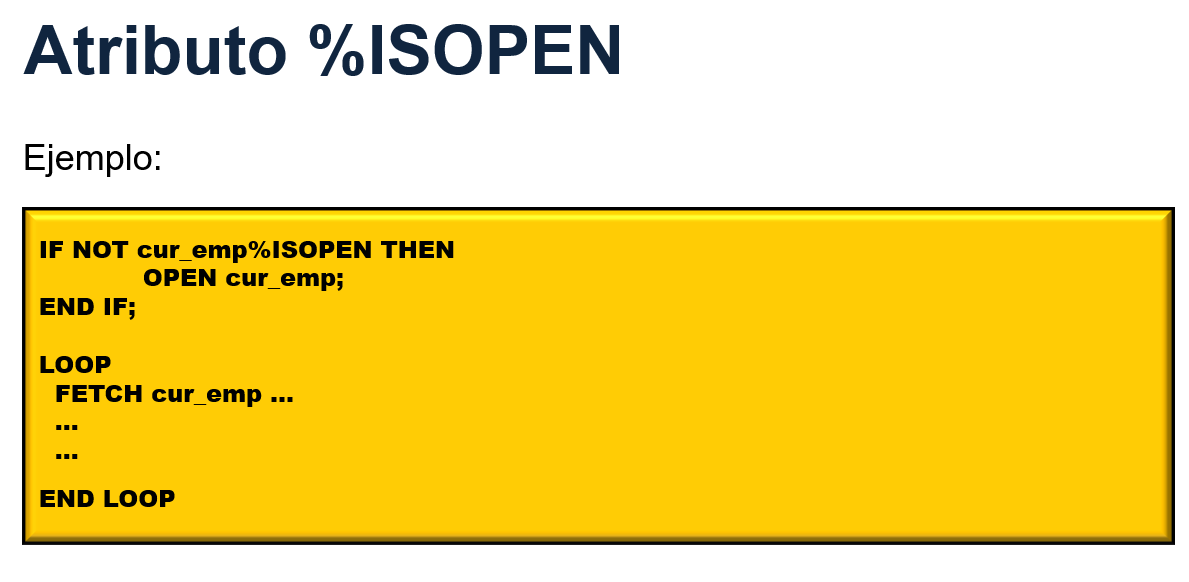 Atributo %ISOPEN
Ejemplo:
IF NOT cur_emp%ISOPEN THEN
OPEN cur_emp;
END IF;
LOOP
FETCH cur_emp ...
...
...
END LOOP